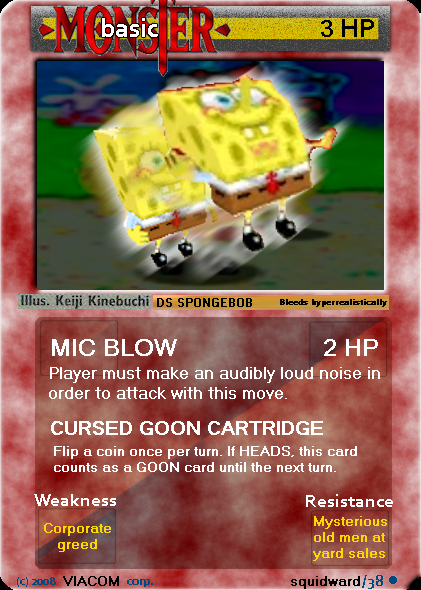 MONSTER
basic
3 HP
Illus. Keiji Kinebuchi DS SPONGEBOB Bleeds hyperrealistically
MIC BLOW 2 HP
Player must make an audibly loud noise in
order to attack with this move.
CURSED GOON CARTRIDGE
Flip a coin once per turn. If HEADS, this card
counts as a GOON card until the next turn.
Weakness Resistance
Corporate
greed
Mysterious
old men at
yard sales
(c) 2008 VIACOM corp. squidward/38